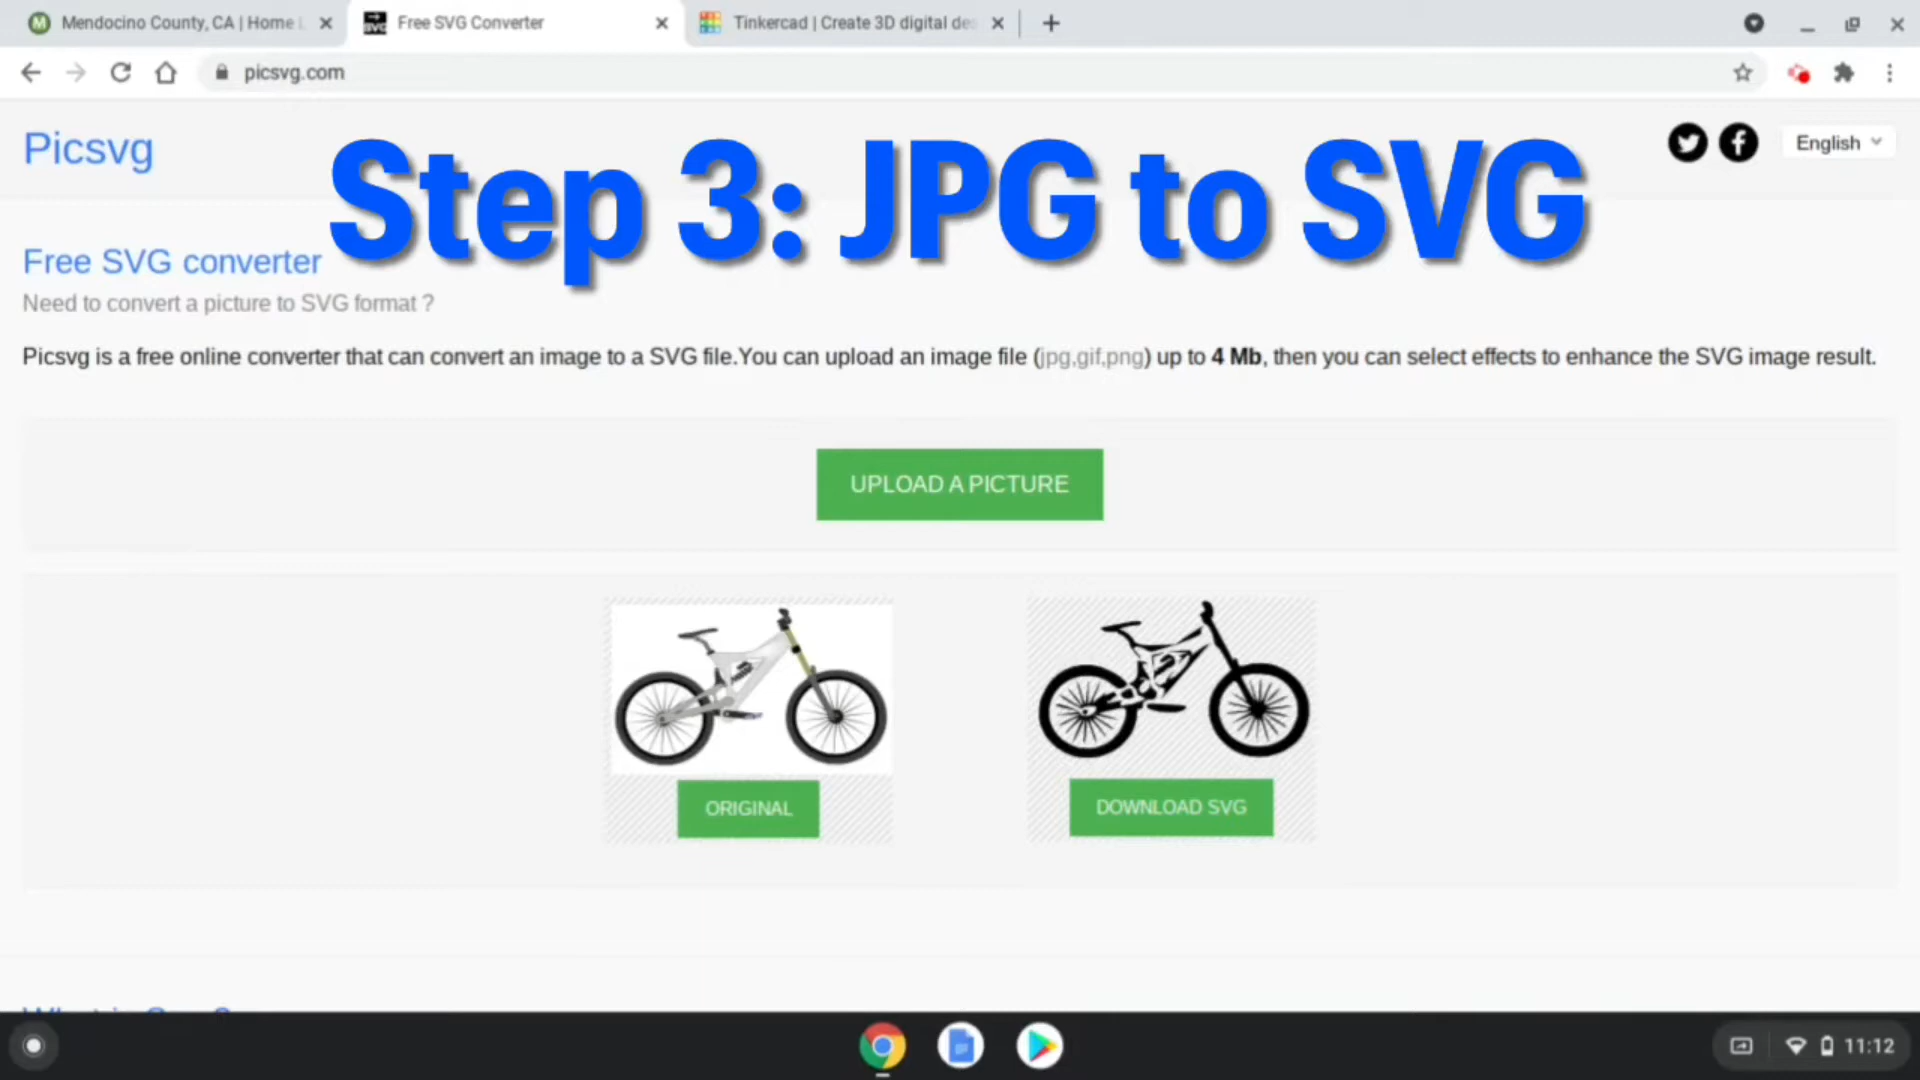 Mendocino County, CA | Home L
Free SVG Converter
Tinkercad | Create 3D digital des
picsvg.com
Picsvg
English
Step 3: JPG to SVG
Free SVG converter
Need to convert a picture to SVG format ?
Picsvg is a free online converter that can convert an image to a SVG file.You can upload an image file (jpg,gif,png) up to 4 Mb, then you can select effects to enhance the SVG image result.
UPLOAD A PICTURE
ORIGINAL
DOWNLOAD SVG
11:12